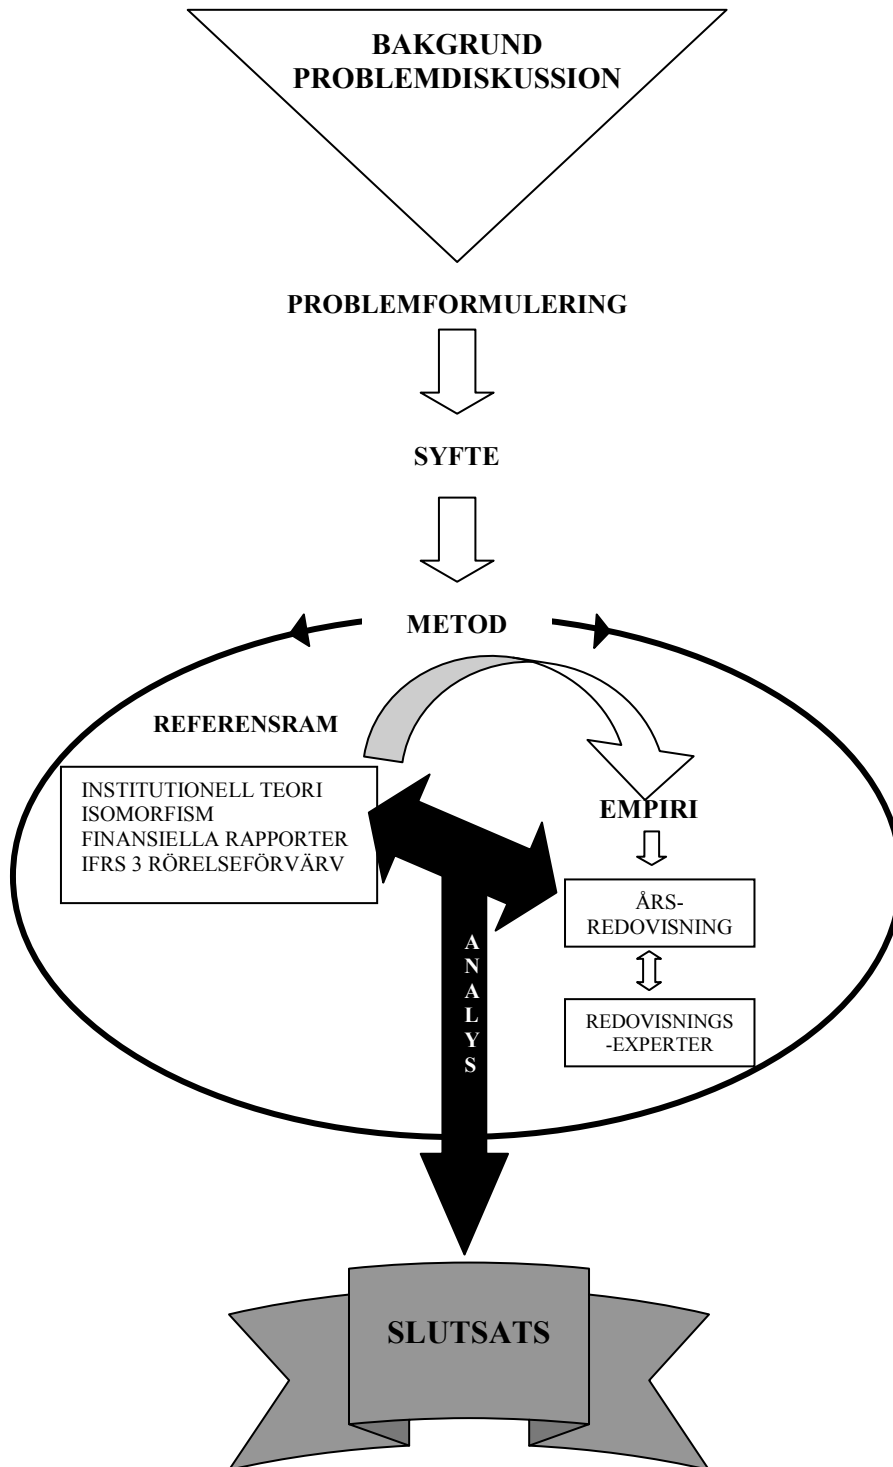 BAKGRUND
PROBLEMDISKUSSION
PROBLEMFORMULERING
SYFTE
METOD
REFERENSRAM
INSTITUTIONELL TEORI
ISOMORFISM
FINANSIELLA RAPPORTER
IFRS 3 RÖRELSEFÖRVÄRV
EMPIRI
ÅRS-
REDOVISNING
REDOVISNINGS
-EXPERTER
A
N
A
L
Y
S
SLUTSATS